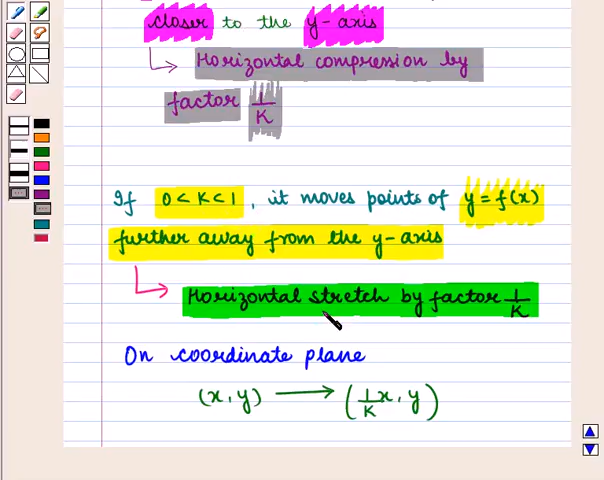 closer to the y-axis
Horizontal compression by
factor 1/K
If 0 < K < 1, it moves points of y = f(x)
further away from the y-axis
Horizontal stretch by factor 1/K
On coordinate plane
(x, y) → (1/K x, y)